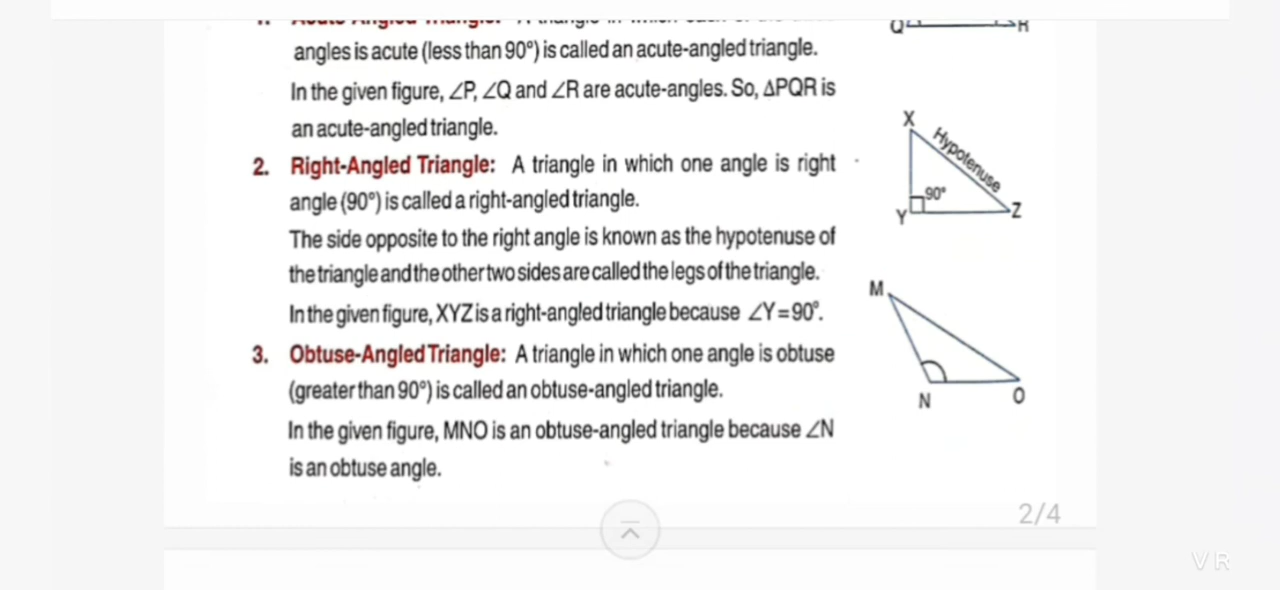 angles is acute (less than 90°) is called an acute-angled triangle.
In the given figure, ∠P, ∠Q and ∠R are acute-angles. So, ΔPQR is
an acute-angled triangle.
2. Right-Angled Triangle: A triangle in which one angle is right
angle (90°) is called a right-angled triangle.
The side opposite to the right angle is known as the hypotenuse of
the triangle and the other two sides are called the legs of the triangle.
In the given figure, XYZ is a right-angled triangle because ∠Y=90°.
3. Obtuse-Angled Triangle: A triangle in which one angle is obtuse
(greater than 90°) is called an obtuse-angled triangle.
In the given figure, MNO is an obtuse-angled triangle because ∠N
is an obtuse angle.
Q R
X
Hypotenuse
90°
Y Z
M
N O
2/4
VR